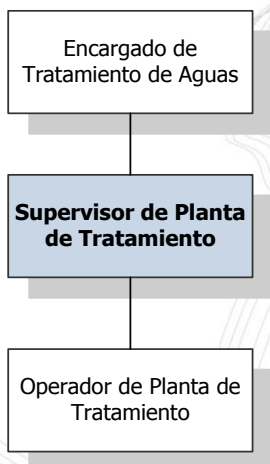 Encargado de
Tratamiento de Aguas
Supervisor de Planta
de Tratamiento
Operador de Planta de
Tratamiento